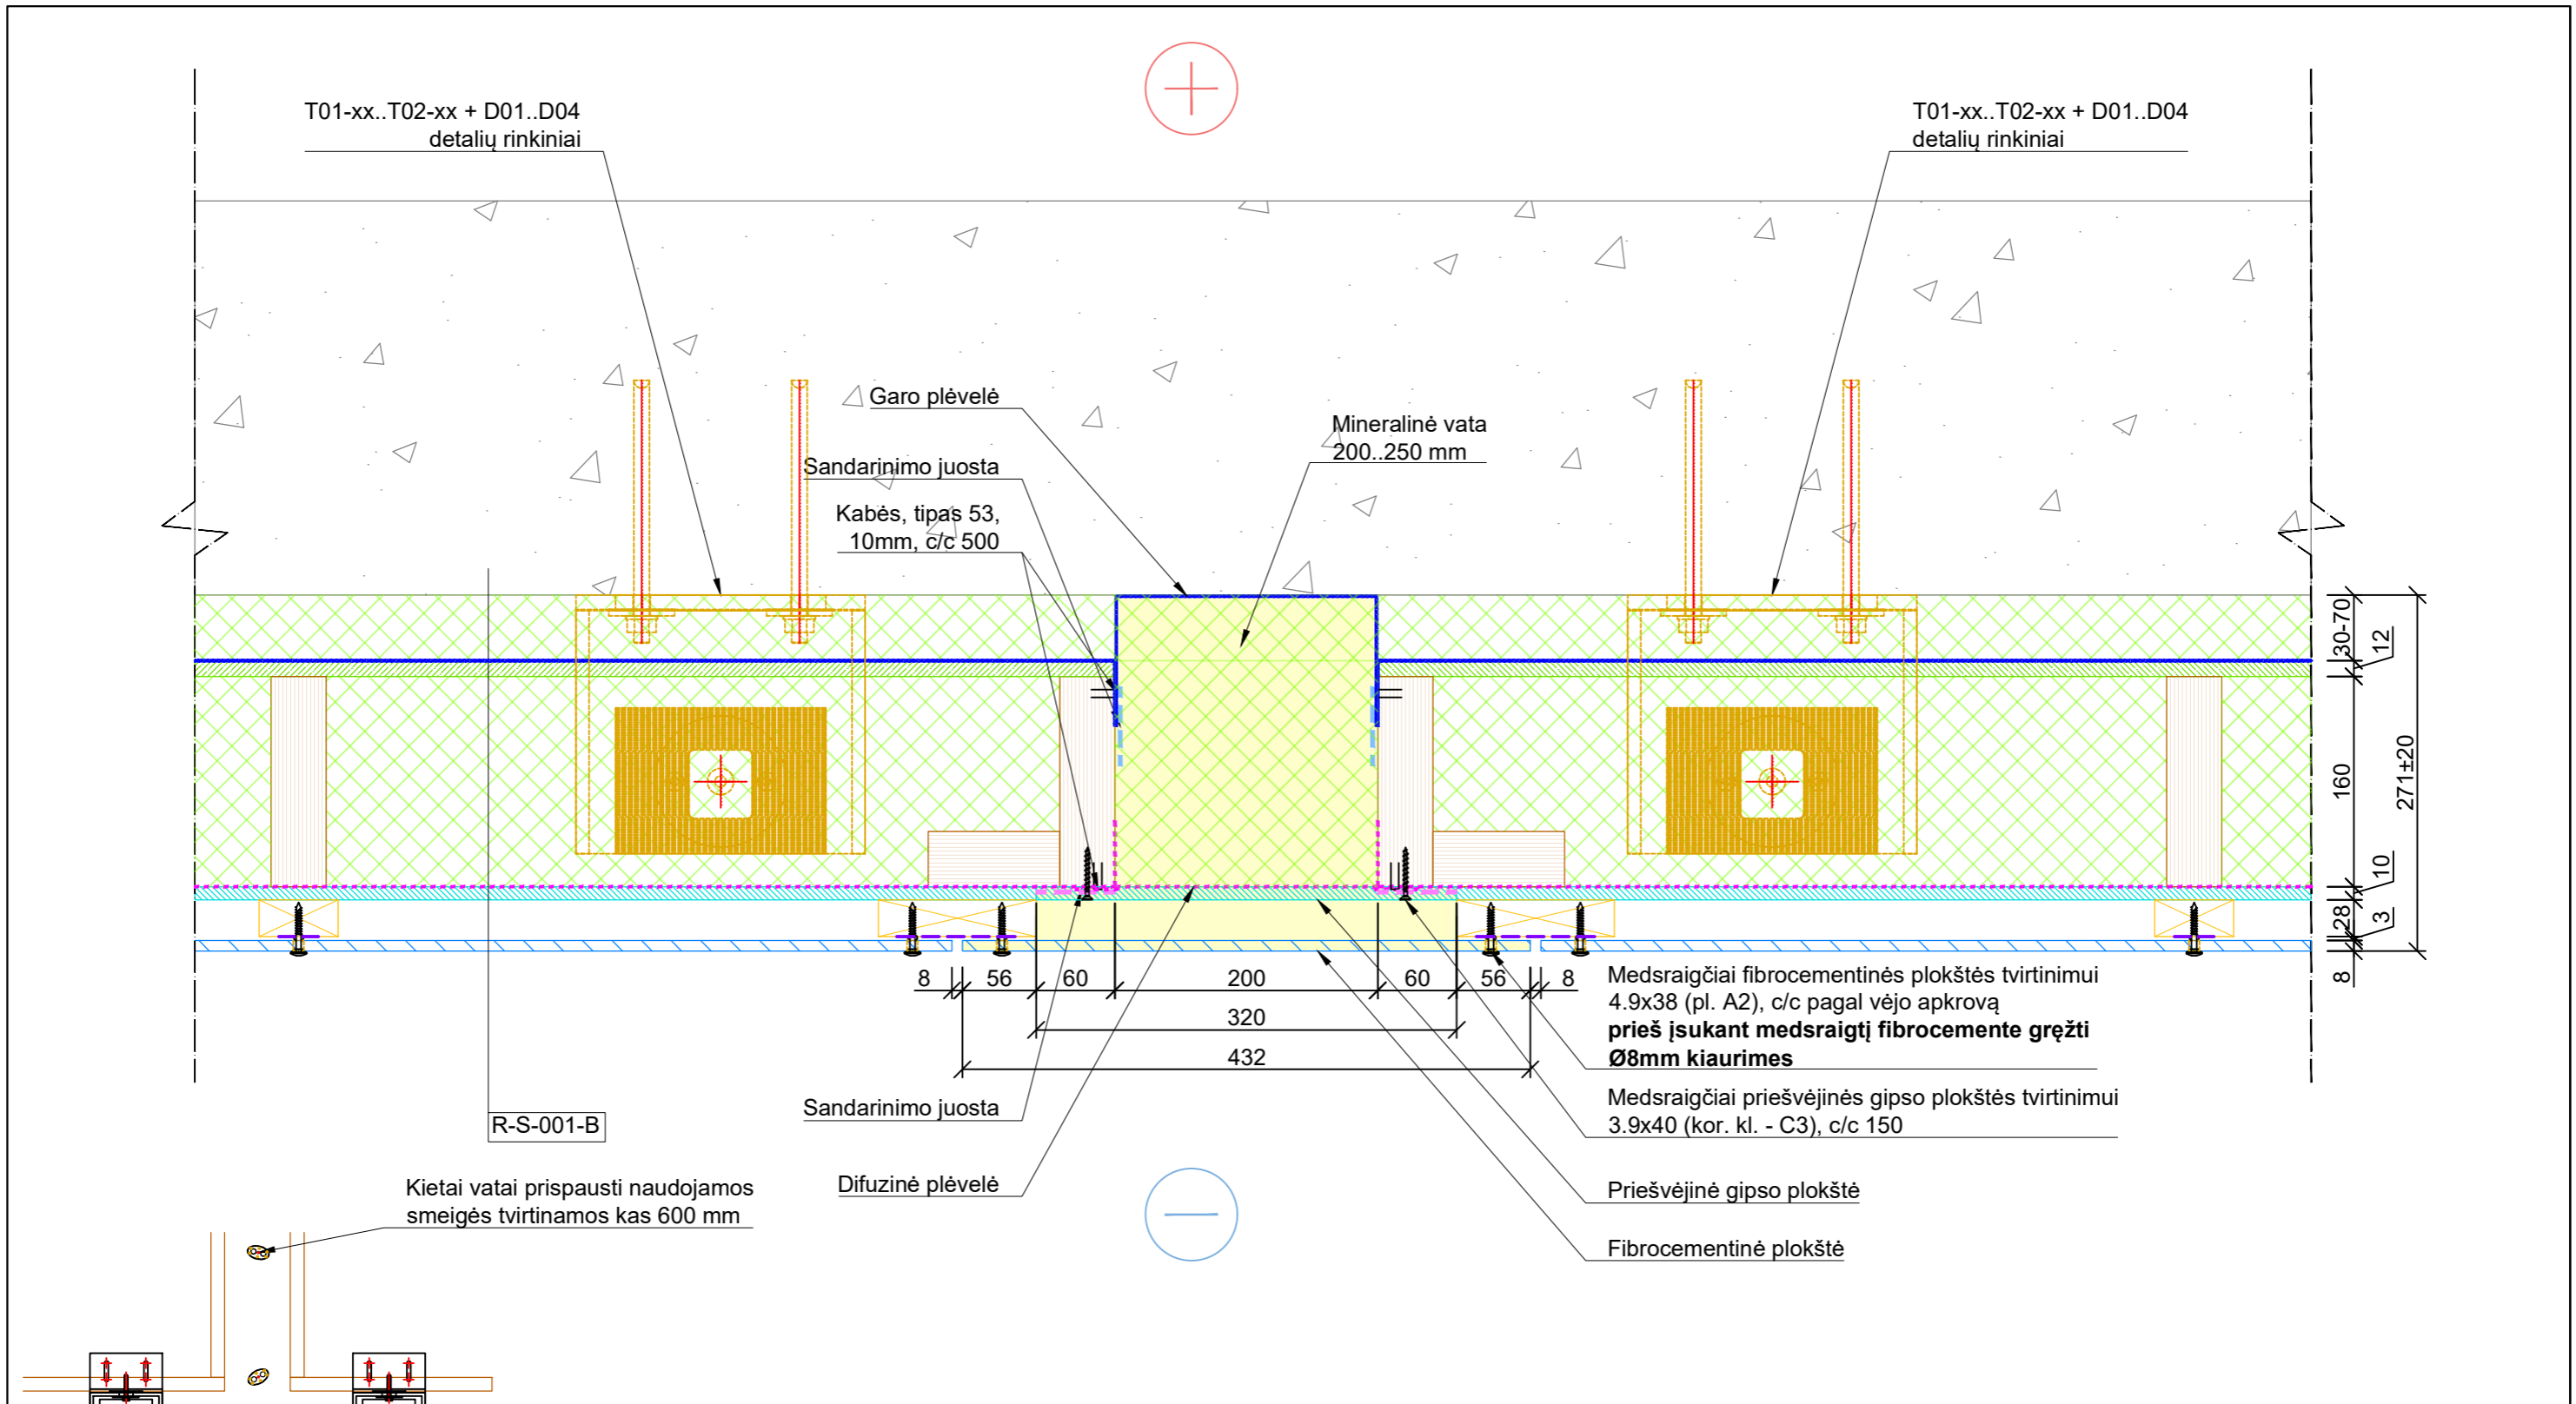 T01-xx..T02-xx + D01..D04
detalių rinkiniai
T01-xx..T02-xx + D01..D04
detalių rinkiniai
Garo plėvelė
Mineralinė vata
200..250 mm
Sandarinimo juosta
Kabės, tipas 53,
10mm, c/c 500
30-70
12
160
271±20
10
28
3
8
8
56
60
200
60
56
8
320
432
Medsraigčiai fibrocementinės plokštės tvirtinimui
4.9x38 (pl. A2), c/c pagal vėjo apkrovą
prieš įsukant medsraigtį fibrocemente gręžti
Ø8mm kiaurimes
Sandarinimo juosta
Medsraigčiai priešvėjinės gipso plokštės tvirtinimui
3.9x40 (kor. kl. - C3), c/c 150
R-S-001-B
Difuzinė plėvelė
Priešvėjinė gipso plokštė
Kietai vatai prispausti naudojamos
smeigės tvirtinamos kas 600 mm
Fibrocementinė plokštė